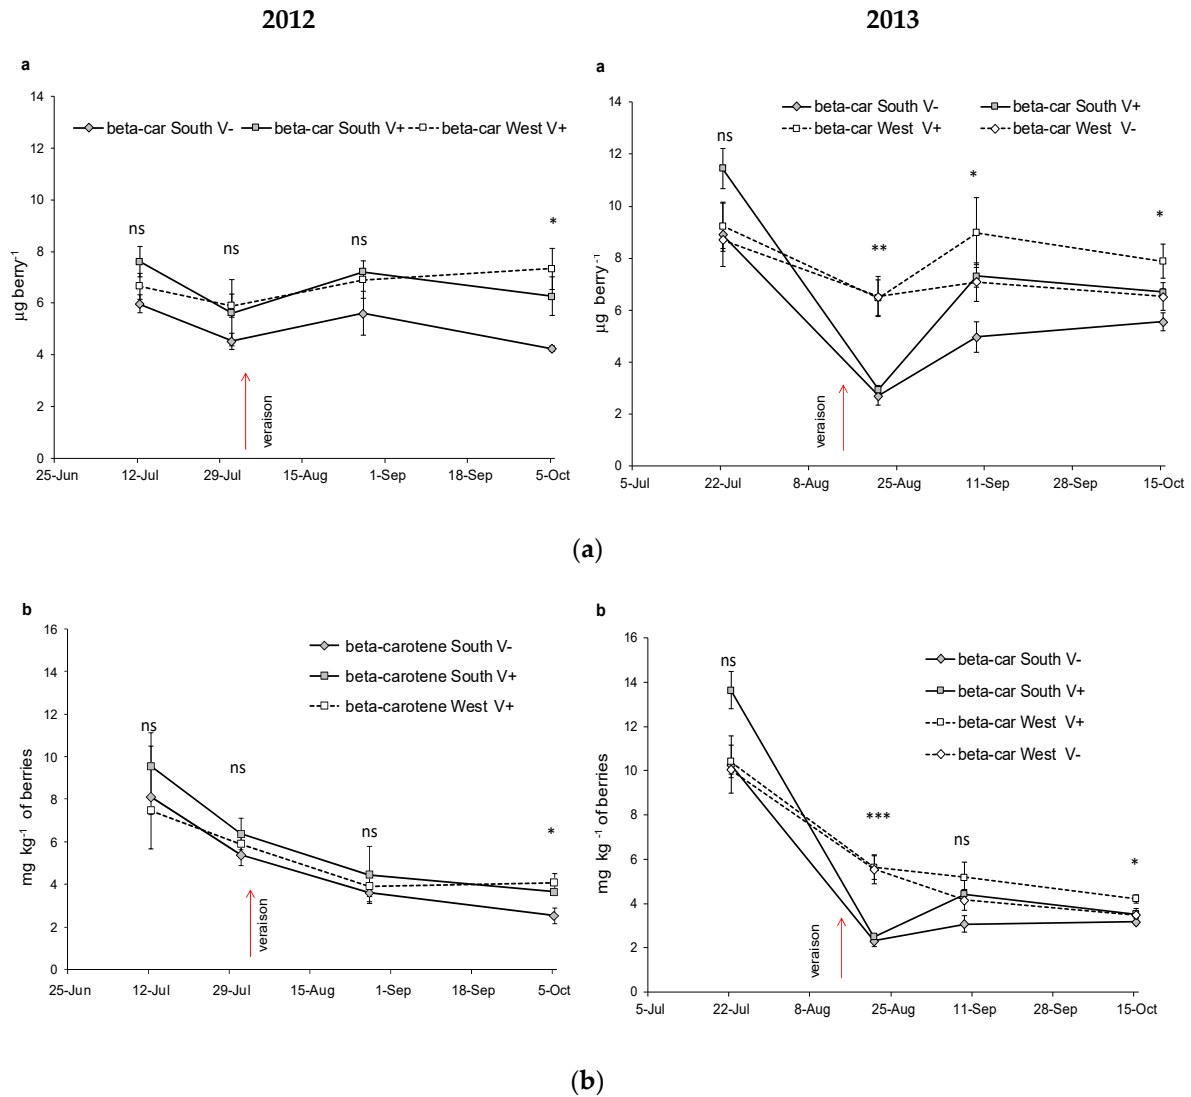 2012
2013
a
14
12
10
8
6
4
2
0
µg berry-1
beta-car South V-
beta-car South V+
beta-car West V+
ns
ns
ns
*
veraison
25-Jun
12-Jul
29-Jul
15-Aug
1-Sep
18-Sep
5-Oct
a
14
12
10
8
6
4
2
0
µg berry-1
beta-car South V-
beta-car South V+
beta-car West V+
beta-car West V-
ns
**
*
*
veraison
5-Jul
22-Jul
8-Aug
25-Aug
11-Sep
28-Sep
15-Oct
(a)
b
16
14
12
10
8
6
4
2
0
mg kg-1 of berries
beta-carotene South V-
beta-carotene South V+
beta-carotene West V+
ns
ns
ns
*
veraison
25-Jun
12-Jul
29-Jul
15-Aug
1-Sep
18-Sep
5-Oct
b
16
14
12
10
8
6
4
2
0
mg kg-1 of berries
beta-car South V-
beta-car South V+
beta-car West V+
beta-car West V-
ns
***
ns
*
veraison
5-Jul
22-Jul
8-Aug
25-Aug
11-Sep
28-Sep
15-Oct
(b)